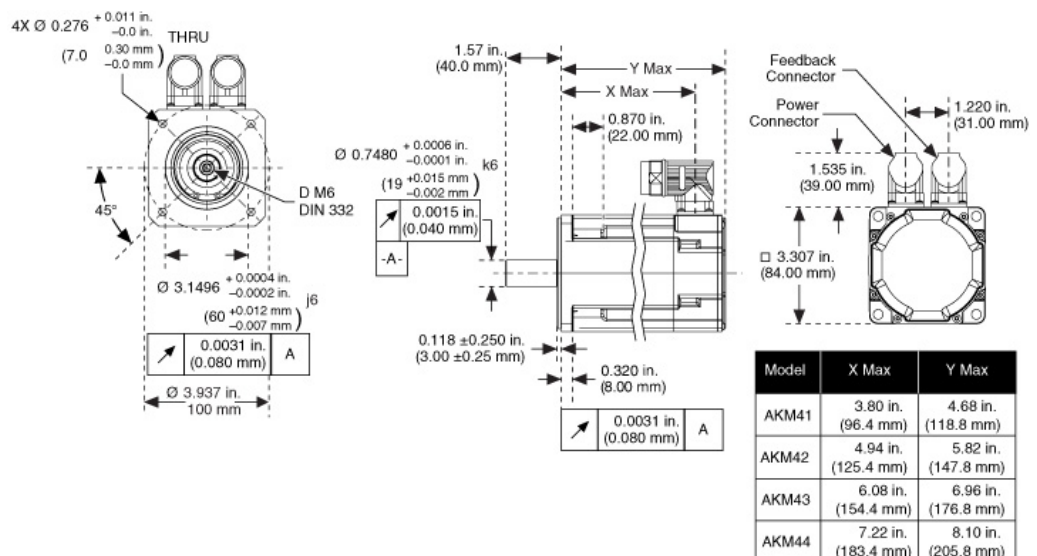 4X Ø 0.276 + 0.011 in. –0.0 in. THRU
(7.0 0.30 mm –0.0 mm)
45°
D M6
DIN 332
Ø 3.1496 + 0.0004 in. –0.0002 in.
(60 +0.012 mm –0.007 mm) j6
0.0031 in.
(0.080 mm)
A
Ø 3.937 in.
100 mm
1.57 in.
(40.0 mm)
Y Max
X Max
0.870 in.
(22.00 mm)
Ø 0.7480 + 0.0006 in. –0.0001 in. k6
(19 +0.015 mm –0.002 mm)
0.0015 in.
(0.040 mm)
-A-
0.118 ±0.250 in.
(3.00 ±0.25 mm)
0.320 in.
(8.00 mm)
0.0031 in.
(0.080 mm)
A
Feedback
Connector
Power
Connector
1.220 in.
(31.00 mm)
1.535 in.
(39.00 mm)
□ 3.307 in.
(84.00 mm)
Model X Max Y Max
AKM41 3.80 in. (96.4 mm) 4.68 in. (118.8 mm)
AKM42 4.94 in. (125.4 mm) 5.82 in. (147.8 mm)
AKM43 6.08 in. (154.4 mm) 6.96 in. (176.8 mm)
AKM44 7.22 in. (183.4 mm) 8.10 in. (205.8 mm)